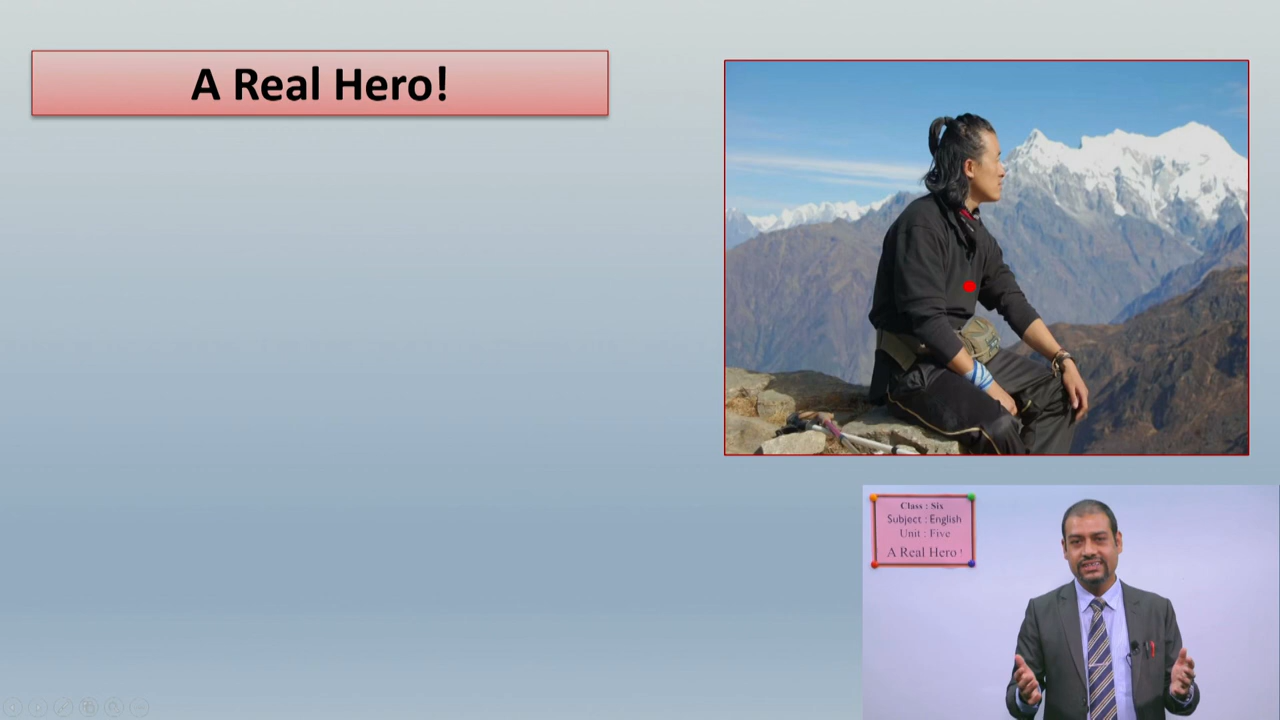 A Real Hero!
Class : Six
Subject : English
Unit : Five
A Real Hero !